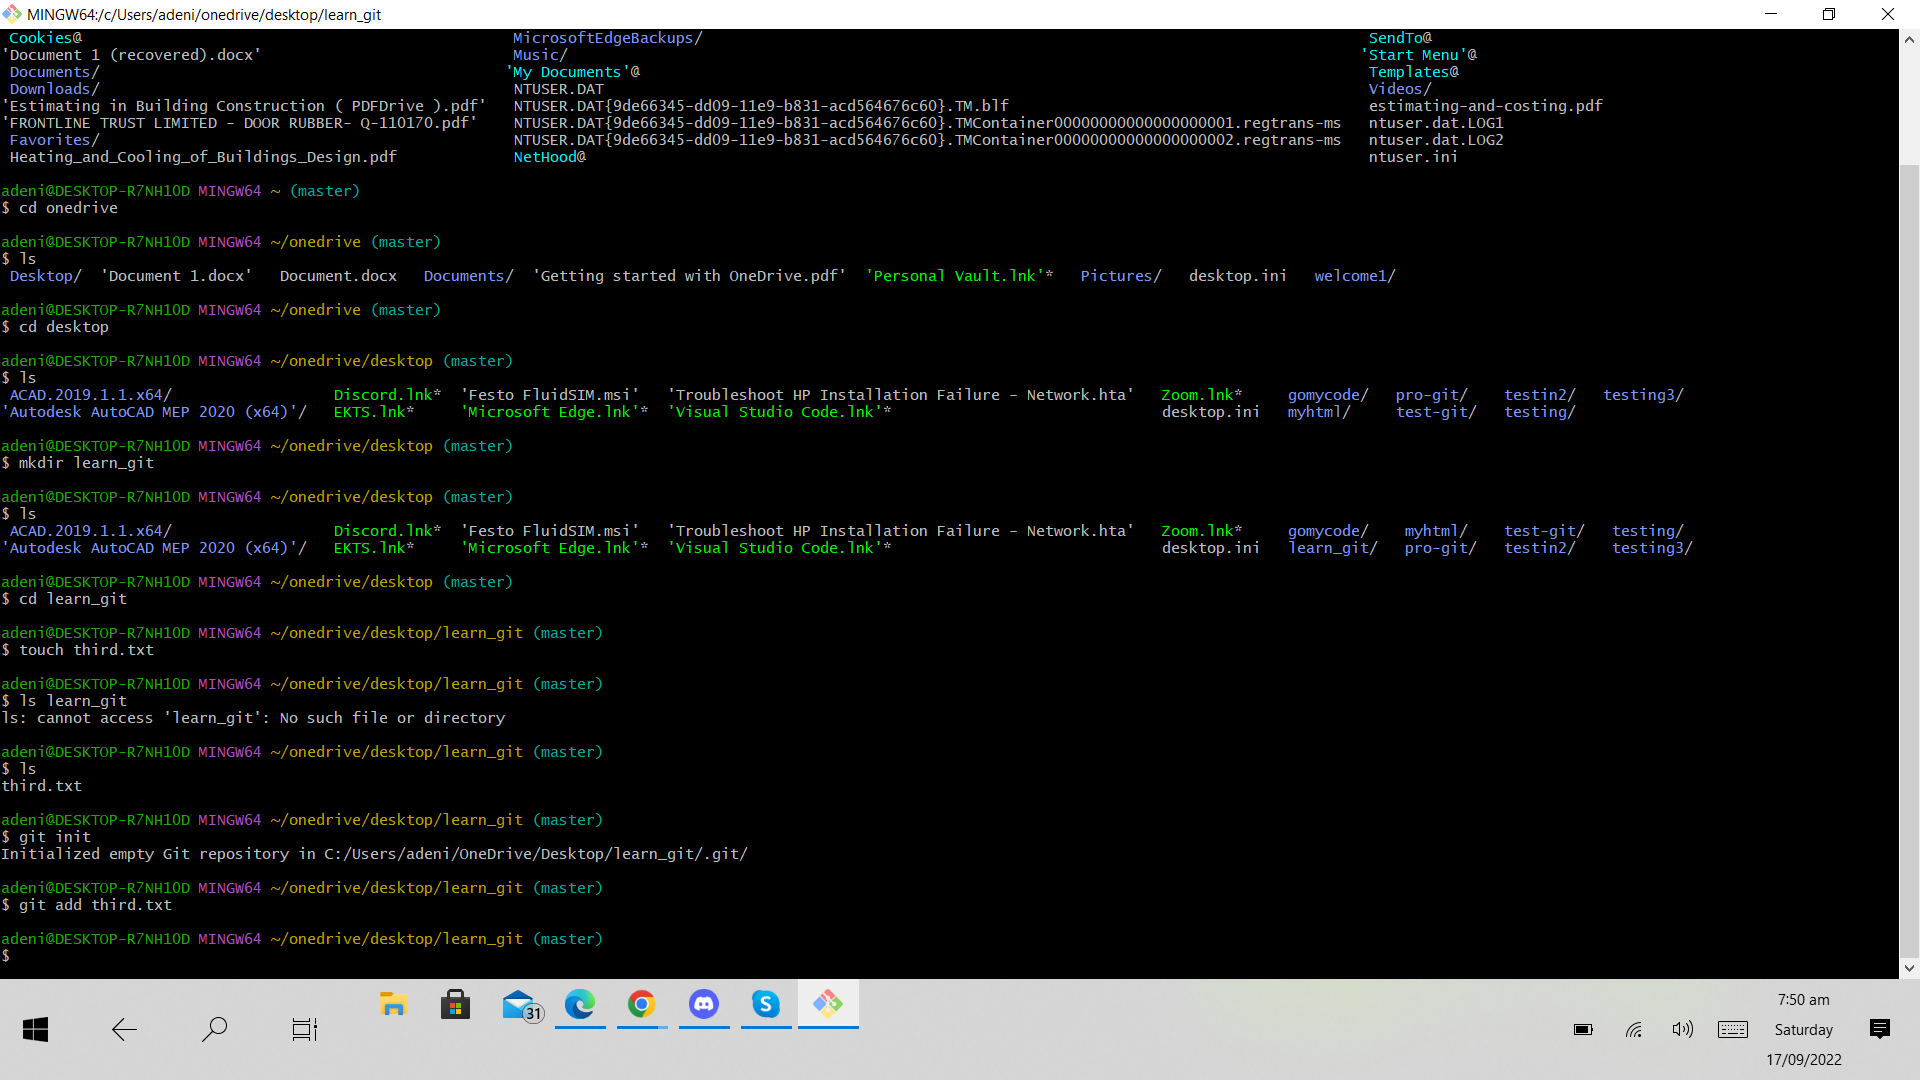 MINGW64:/c/Users/adeni/onedrive/desktop/learn_git
Cookies@ MicrosoftEdgeBackups/ SendTo@
'Document 1 (recovered).docx' Music/ 'Start Menu'@
Documents/ 'My Documents'@ Templates@
Downloads/ NTUSER.DAT Videos/
'Estimating in Building Construction ( PDFDrive ).pdf' NTUSER.DAT{9de66345-dd09-11e9-b831-acd564676c60}.TM.blf estimating-and-costing.pdf
'FRONTLINE TRUST LIMITED - DOOR RUBBER- Q-110170.pdf' NTUSER.DAT{9de66345-dd09-11e9-b831-acd564676c60}.TMContainer00000000000000000001.regtrans-ms ntuser.dat.LOG1
Favorites/ NTUSER.DAT{9de66345-dd09-11e9-b831-acd564676c60}.TMContainer00000000000000000002.regtrans-ms ntuser.dat.LOG2
Heating_and_Cooling_of_Buildings_Design.pdf NetHood@ ntuser.ini
adeni@DESKTOP-R7NH1OD MINGW64 ~ (master)
$ cd onedrive
adeni@DESKTOP-R7NH1OD MINGW64 ~/onedrive (master)
$ ls
Desktop/ 'Document 1.docx' Document.docx Documents/ 'Getting started with OneDrive.pdf' 'Personal Vault.lnk'* Pictures/ desktop.ini welcome1/
adeni@DESKTOP-R7NH1OD MINGW64 ~/onedrive (master)
$ cd desktop
adeni@DESKTOP-R7NH1OD MINGW64 ~/onedrive/desktop (master)
$ ls
ACAD.2019.1.1.x64/ Discord.lnk* 'Festo FluidSIM.msi' 'Troubleshoot HP Installation Failure - Network.hta' Zoom.lnk* gomycode/ pro-git/ testin2/ testing3/
'Autodesk AutoCAD MEP 2020 (x64)'/ EKTS.lnk* 'Microsoft Edge.lnk'* 'Visual Studio Code.lnk'* desktop.ini myhtml/ test-git/ testing/
adeni@DESKTOP-R7NH1OD MINGW64 ~/onedrive/desktop (master)
$ mkdir learn_git
adeni@DESKTOP-R7NH1OD MINGW64 ~/onedrive/desktop (master)
$ ls
ACAD.2019.1.1.x64/ Discord.lnk* 'Festo FluidSIM.msi' 'Troubleshoot HP Installation Failure - Network.hta' Zoom.lnk* gomycode/ myhtml/ test-git/ testing/
'Autodesk AutoCAD MEP 2020 (x64)'/ EKTS.lnk* 'Microsoft Edge.lnk'* 'Visual Studio Code.lnk'* desktop.ini learn_git/ pro-git/ testin2/ testing3/
adeni@DESKTOP-R7NH1OD MINGW64 ~/onedrive/desktop (master)
$ cd learn_git
adeni@DESKTOP-R7NH1OD MINGW64 ~/onedrive/desktop/learn_git (master)
$ touch third.txt
adeni@DESKTOP-R7NH1OD MINGW64 ~/onedrive/desktop/learn_git (master)
$ ls learn_git
ls: cannot access 'learn_git': No such file or directory
adeni@DESKTOP-R7NH1OD MINGW64 ~/onedrive/desktop/learn_git (master)
$ ls
third.txt
adeni@DESKTOP-R7NH1OD MINGW64 ~/onedrive/desktop/learn_git (master)
$ git init
Initialized empty Git repository in C:/Users/adeni/OneDrive/Desktop/learn_git/.git/
adeni@DESKTOP-R7NH1OD MINGW64 ~/onedrive/desktop/learn_git (master)
$ git add third.txt
adeni@DESKTOP-R7NH1OD MINGW64 ~/onedrive/desktop/learn_git (master)
$
31
7:50 am
Saturday
17/09/2022